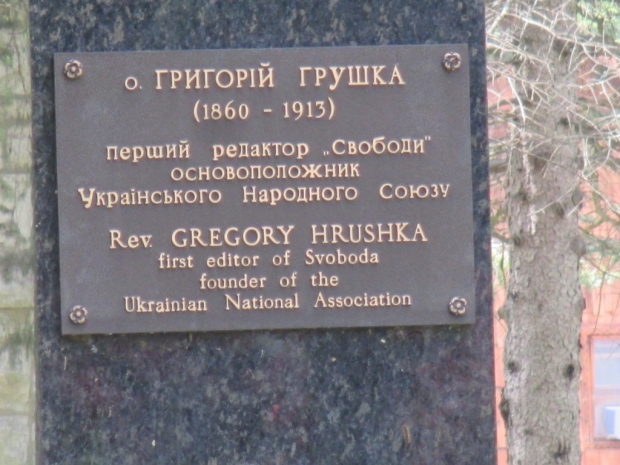 о. ГРИГОРІЙ ГРУШКА
(1860 - 1913)
перший редактор „Свободи"
основоположник
Українського Народного Союзу
Rev. GREGORY HRUSHKA
first editor of Svoboda
founder of the
Ukrainian National Association